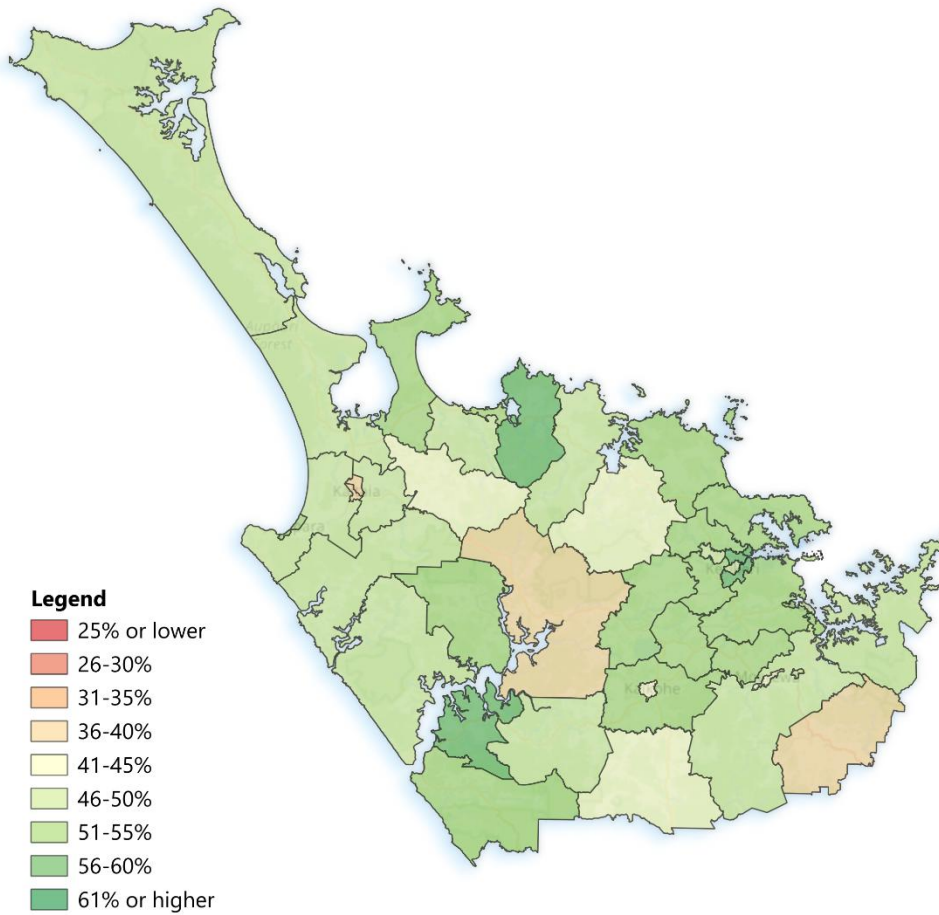 Legend
25% or lower
26-30%
31-35%
36-40%
41-45%
46-50%
51-55%
56-60%
61% or higher